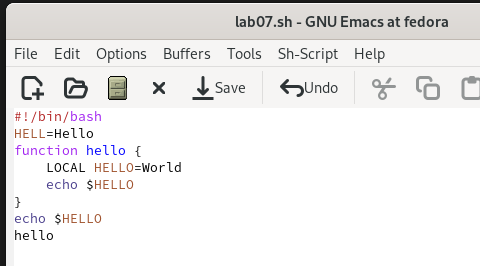 lab07.sh - GNU Emacs at fedora
File Edit Options Buffers Tools Sh-Script Help
Save Undo
#!/bin/bash
HELL=Hello
function hello {
    LOCAL HELLO=World
    echo $HELLO
}
echo $HELLO
hello